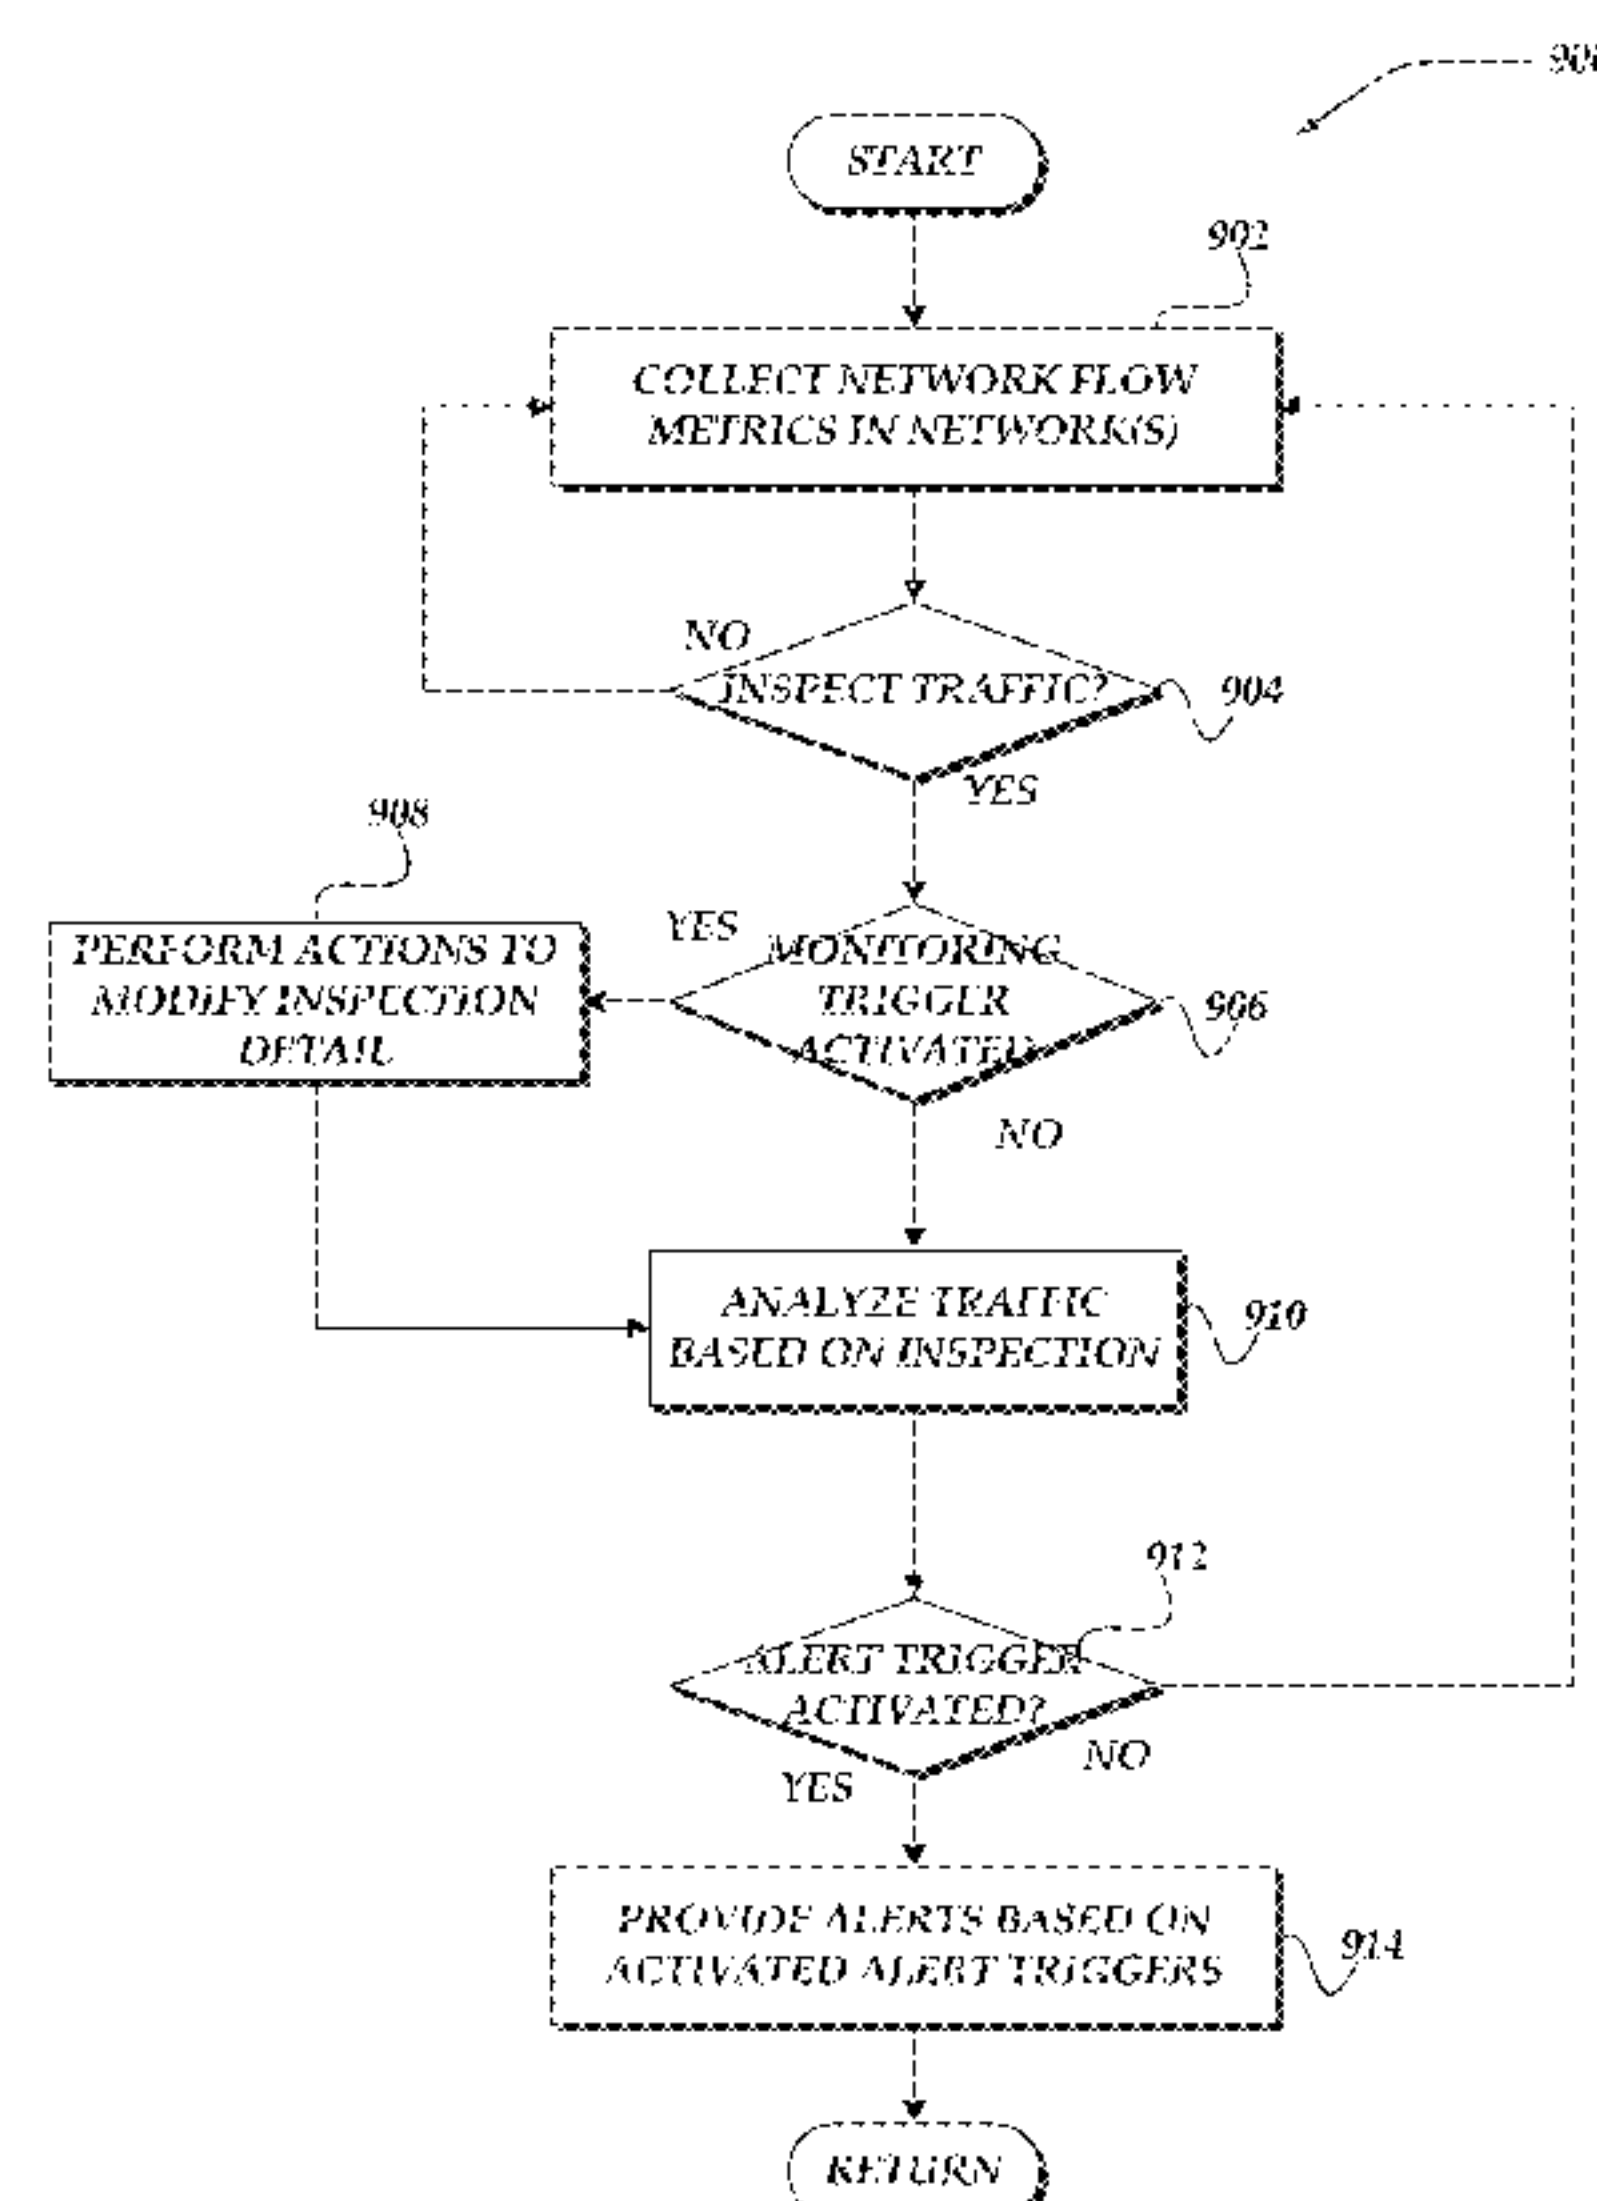 START
902
COLLECT NETWORK FLOW
METRICS IN NETWORK(S)
NO
INSPECT TRAFFIC?
904
YES
908
YES
PERFORM ACTIONS TO
MODIFY INSPECTION
DETAIL
MONITORING
TRIGGER
ACTIVATED
906
NO
ANALYZE TRAFFIC
BASED ON INSPECTION
910
912
ALERT TRIGGER
ACTIVATED?
NO
YES
PROVIDE ALERTS BASED ON
ACTIVATED ALERT TRIGGERS
914
RETURN